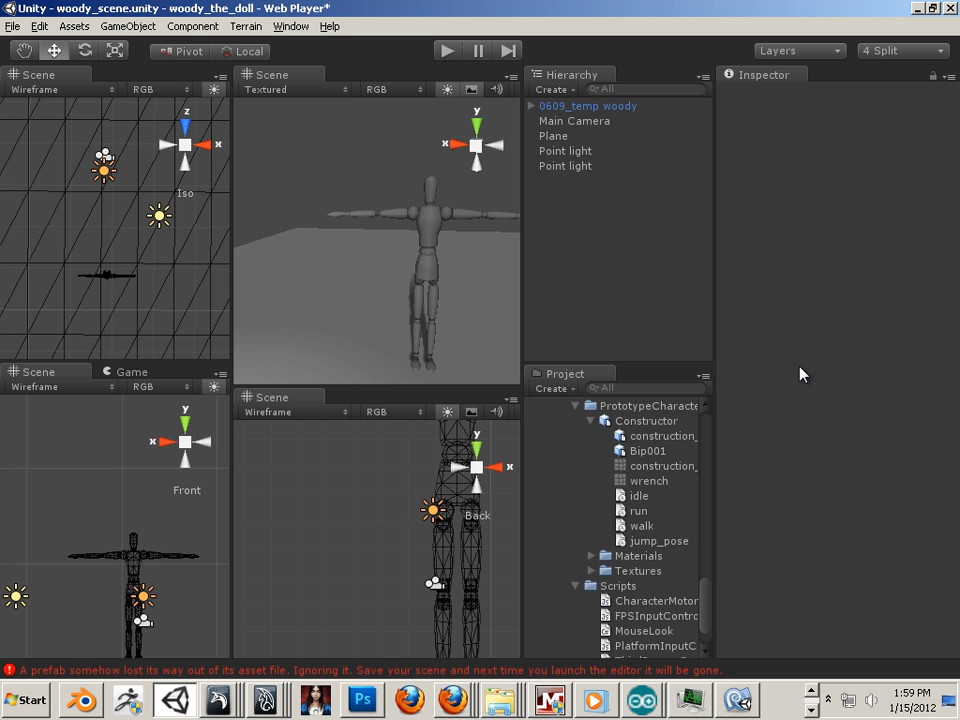 Unity - woody_scene.unity - woody_the_doll - Web Player*
File Edit Assets GameObject Component Terrain Window Help
Pivot Local Layers 4 Split
Scene
Wireframe RGB
z
x
Iso
Scene
Textured RGB
y
x
Hierarchy
Create All
0609_temp woody
Main Camera
Plane
Point light
Point light
Inspector
Scene Game
Wireframe RGB
y
x
Front
Scene
Wireframe RGB
y
x
Back
Project
Create All
PrototypeCharacte
Constructor
construction_
Bip001
construction_
wrench
idle
run
walk
jump_pose
Materials
Textures
Scripts
CharacterMotor
FPSInputContro
MouseLook
PlatformInputC
A prefab somehow lost its way out of its asset file. Ignoring it. Save your scene and next time you launch the editor it will be gone.
Start
Ps
1:59 PM
1/15/2012